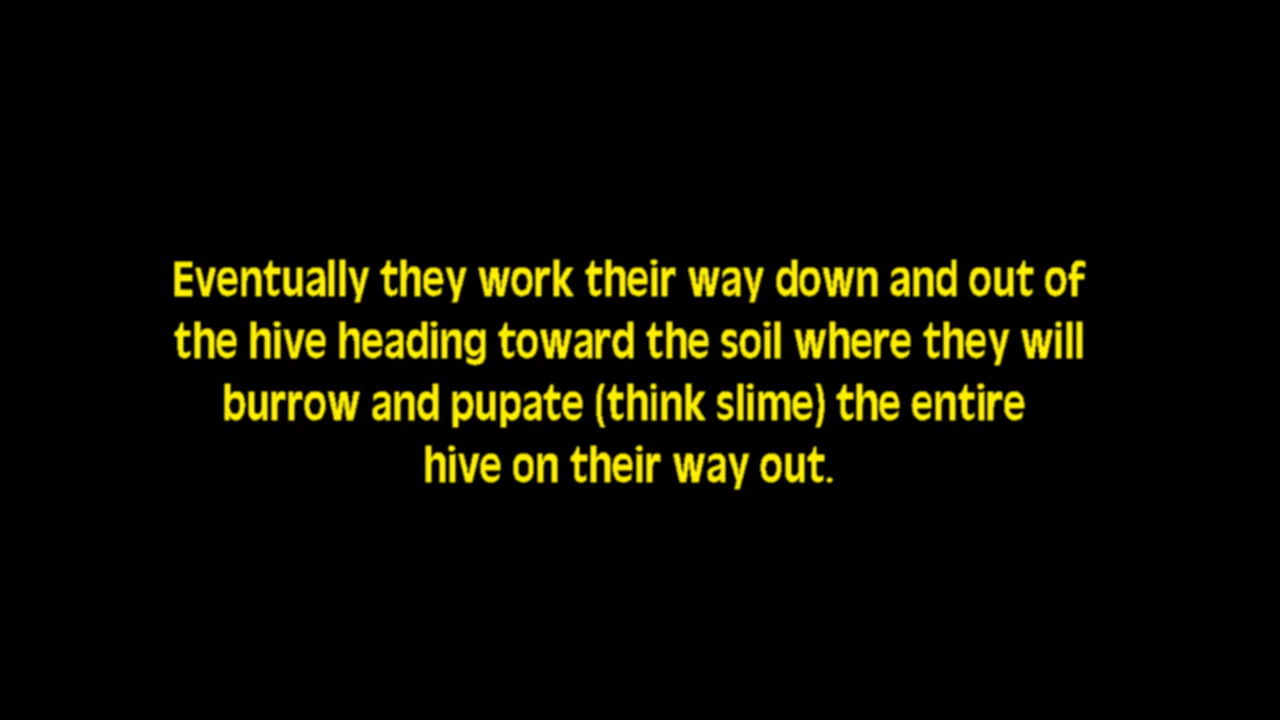 Eventually they work their way down and out of
the hive heading toward the soil where they will
burrow and pupate (think slime) the entire
hive on their way out.